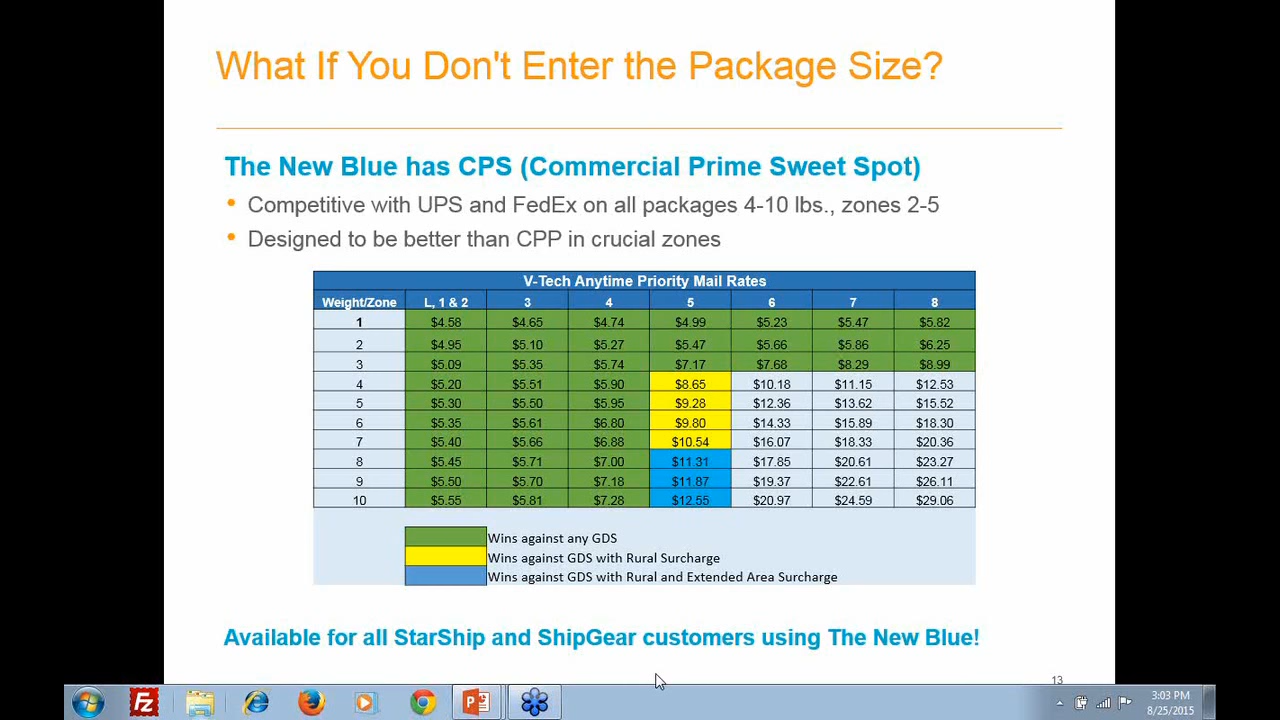 What If You Don't Enter the Package Size?
The New Blue has CPS (Commercial Prime Sweet Spot)
• Competitive with UPS and FedEx on all packages 4-10 lbs., zones 2-5
• Designed to be better than CPP in crucial zones
V-Tech Anytime Priority Mail Rates
Weight/Zone L, 1 & 2 3 4 5 6 7 8
1 $4.58 $4.65 $4.74 $4.99 $5.23 $5.47 $5.82
2 $4.95 $5.10 $5.27 $5.47 $5.66 $5.86 $6.25
3 $5.09 $5.35 $5.74 $7.17 $7.68 $8.29 $8.99
4 $5.20 $5.51 $5.90 $8.65 $10.18 $11.15 $12.53
5 $5.30 $5.50 $5.95 $9.28 $12.36 $13.62 $15.52
6 $5.35 $5.61 $6.80 $9.80 $14.33 $15.89 $18.30
7 $5.40 $5.66 $6.88 $10.54 $16.07 $18.33 $20.36
8 $5.45 $5.71 $7.00 $11.31 $17.85 $20.61 $23.27
9 $5.50 $5.70 $7.18 $11.87 $19.37 $22.61 $26.11
10 $5.55 $5.81 $7.28 $12.55 $20.97 $24.59 $29.06
Wins against any GDS
Wins against GDS with Rural Surcharge
Wins against GDS with Rural and Extended Area Surcharge
Available for all StarShip and ShipGear customers using The New Blue!
13
Fz
P
3:03 PM
8/25/2015